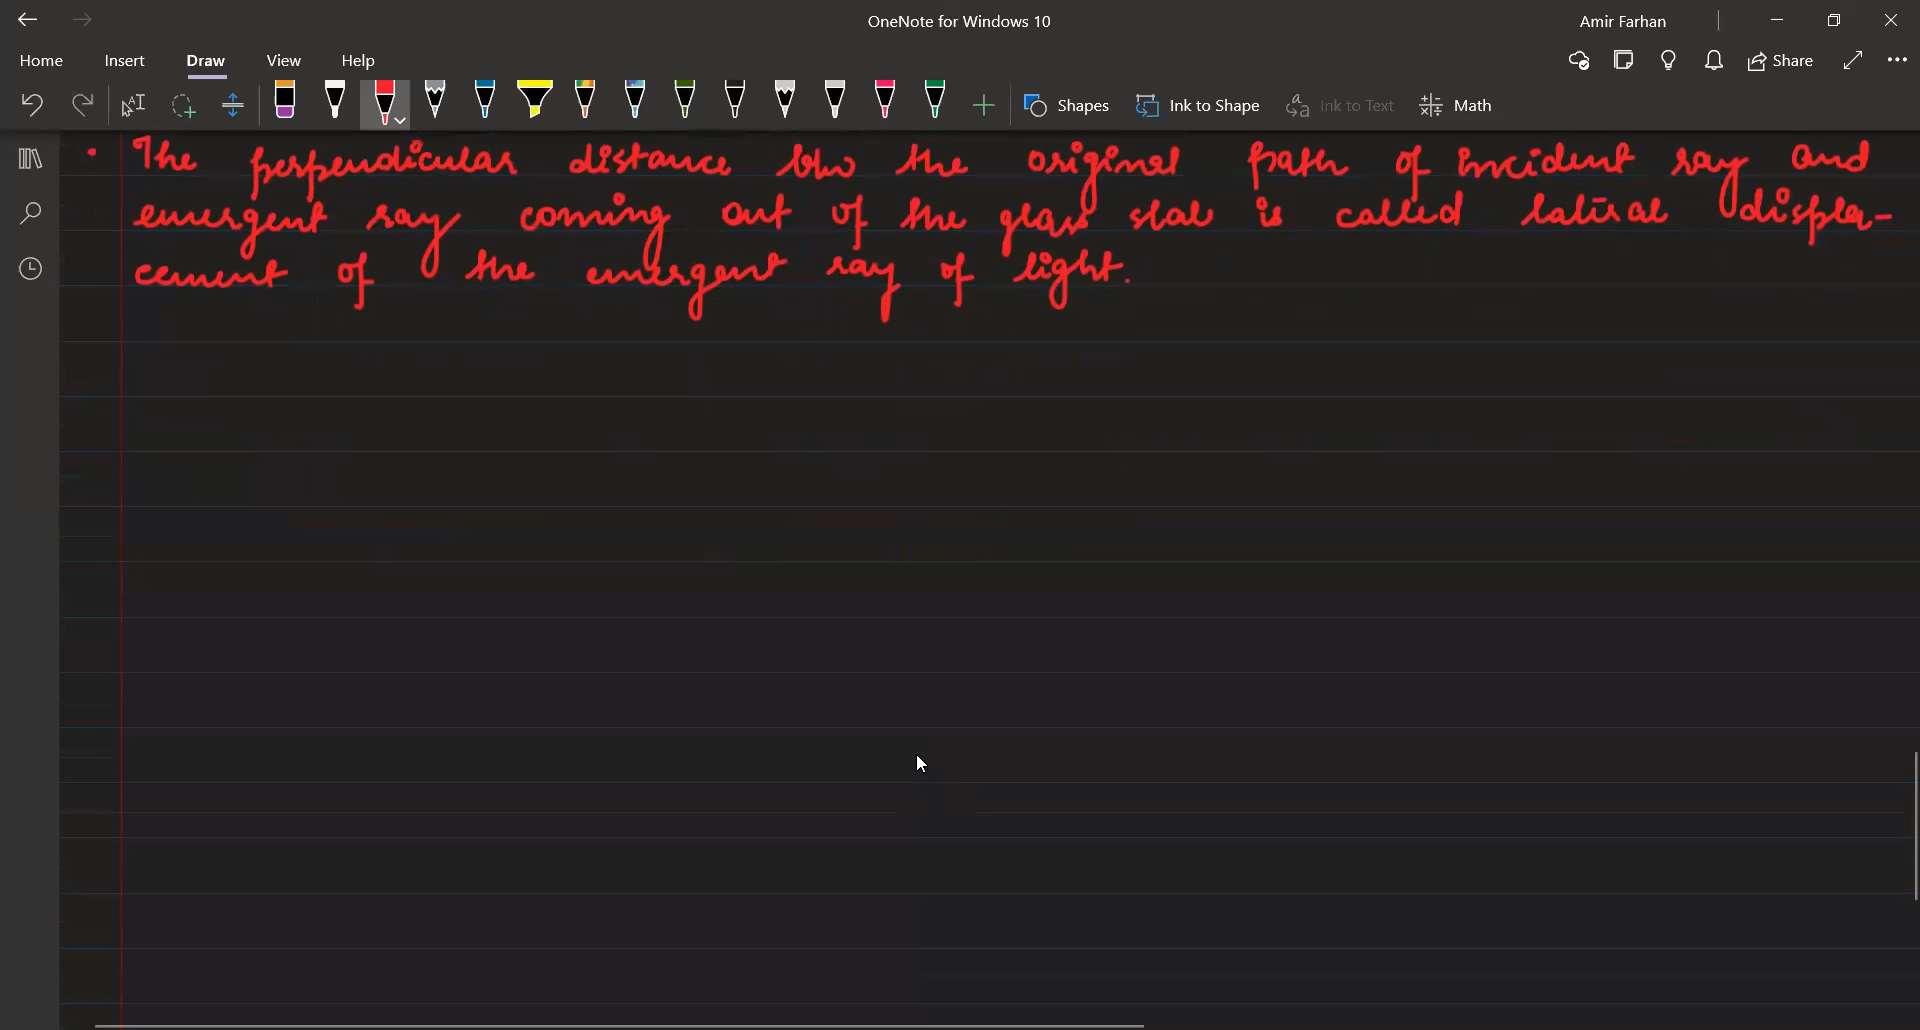 OneNote for Windows 10
Amir Farhan
Home Insert Draw View Help
Share
Shapes Ink to Shape Ink to Text Math
• The perpendicular distance b/w the original path of incident ray and
emergent ray coming out of the glass slab is called lateral displa-
cement of the emergent ray of light.